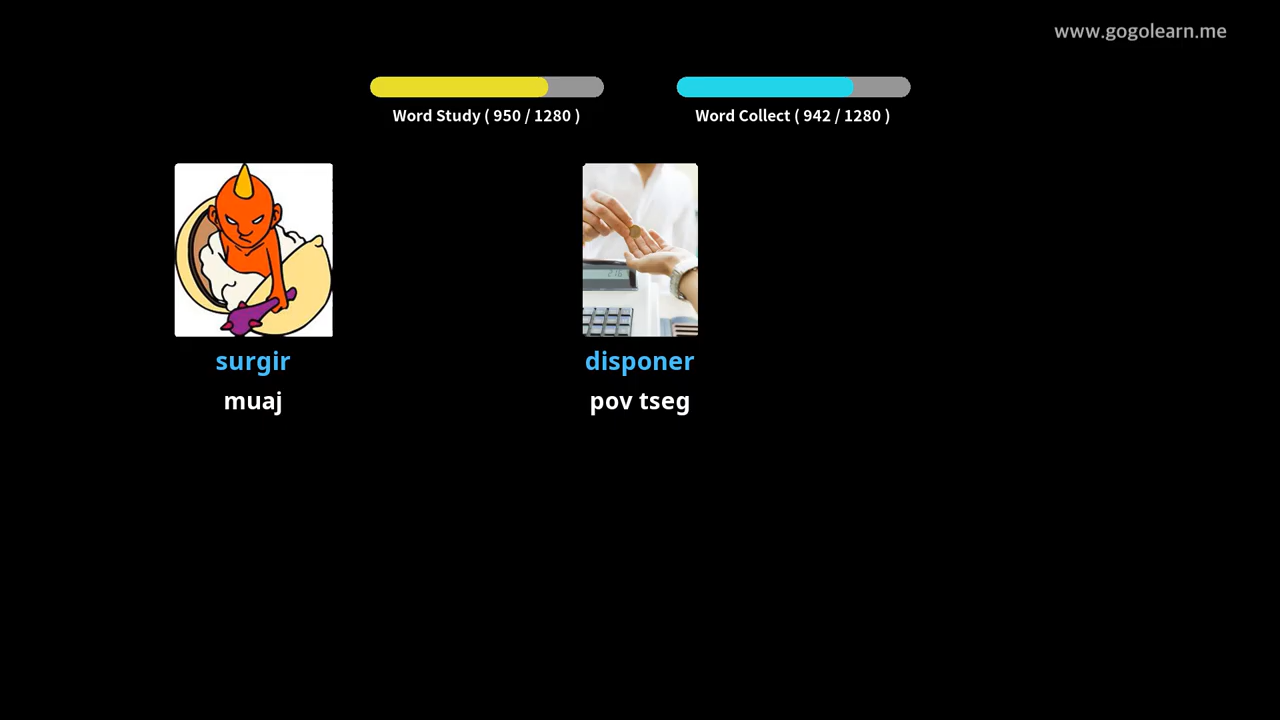 www.gogolearn.me
Word Study ( 950 / 1280 )
Word Collect ( 942 / 1280 )
surgir
disponer
muaj
pov tseg